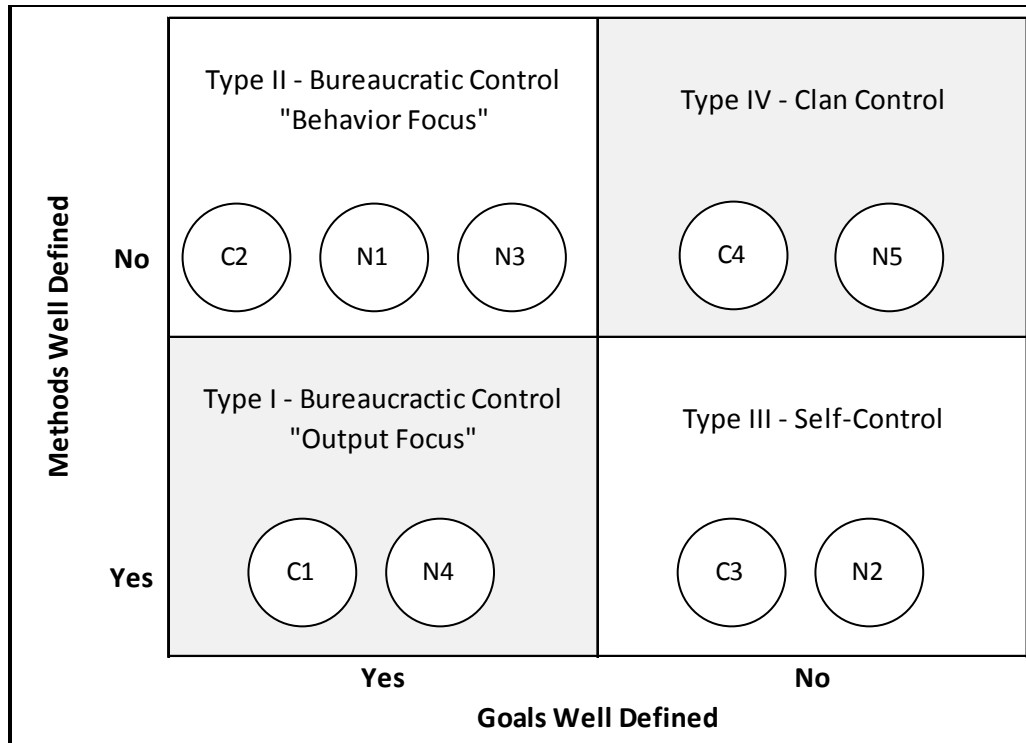 Type II - Bureaucratic Control
"Behavior Focus"
Type IV - Clan Control
Methods Well Defined
No
C2
N1
N3
C4
N5
Type I - Bureaucractic Control
"Output Focus"
Type III - Self-Control
Yes
C1
N4
C3
N2
Yes
No
Goals Well Defined